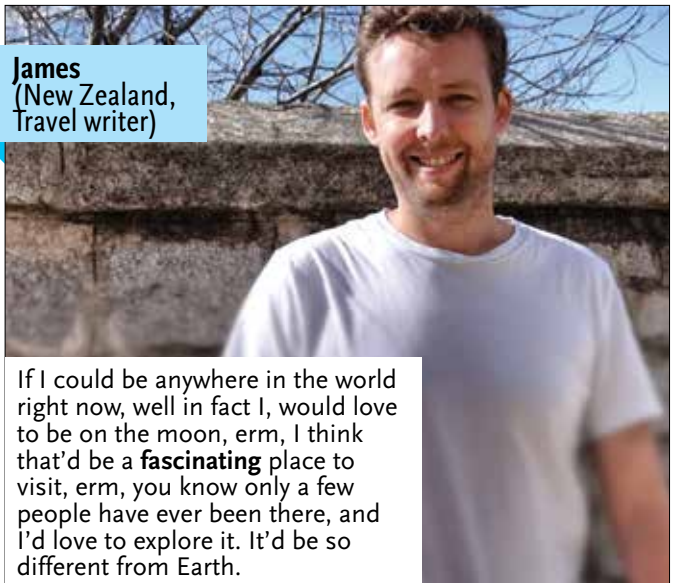 James
(New Zealand,
Travel writer)
If I could be anywhere in the world
right now, well in fact I, would love
to be on the moon, erm, I think
that'd be a fascinating place to
visit, erm, you know only a few
people have ever been there, and
I'd love to explore it. It'd be so
different from Earth.